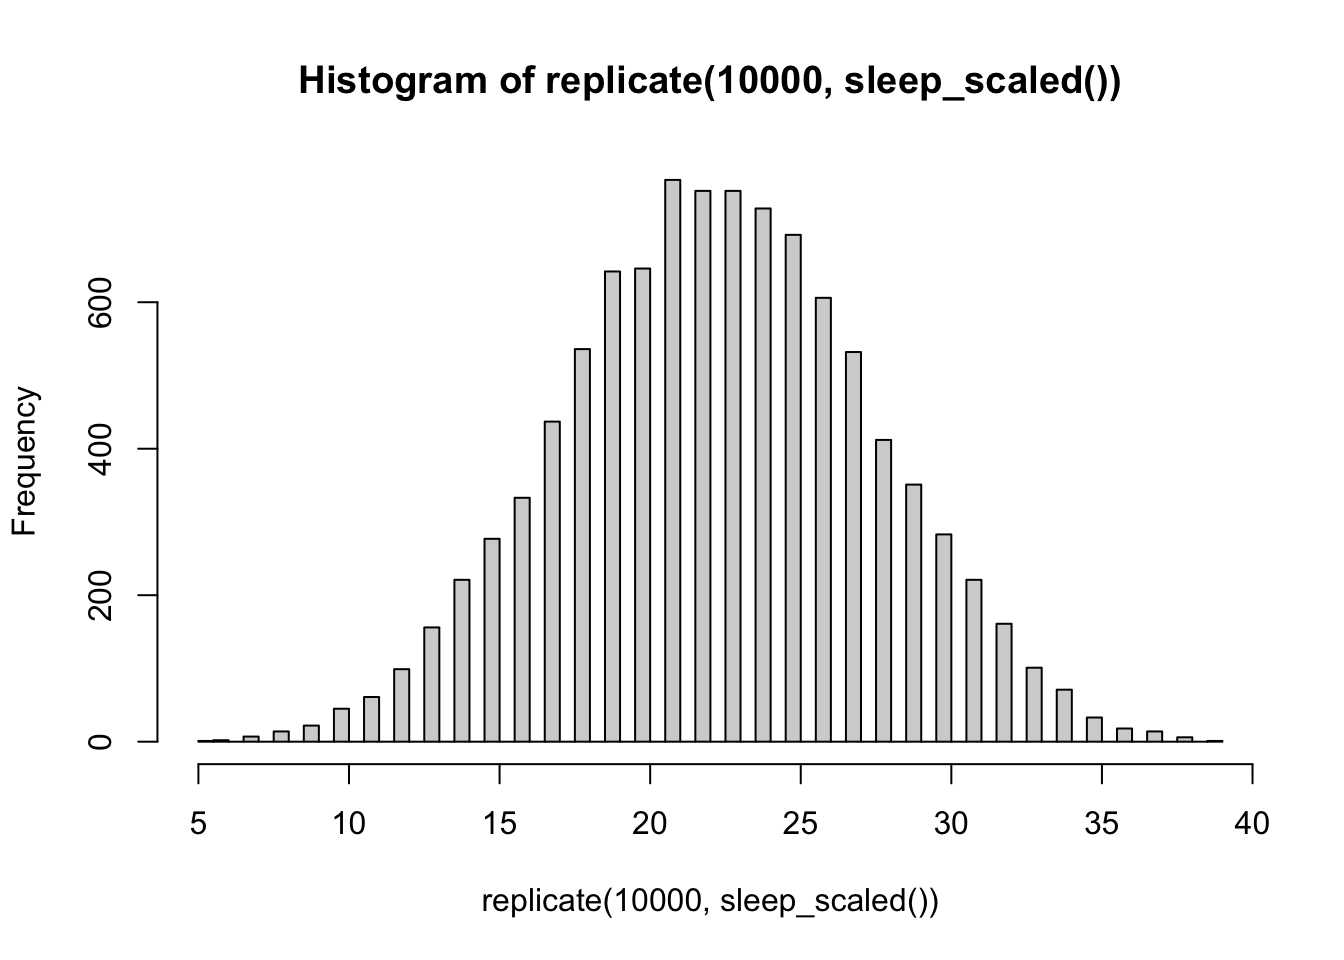 Histogram of replicate(10000, sleep_scaled())
Frequency
600
400
200
0
5 10 15 20 25 30 35 40
replicate(10000, sleep_scaled())